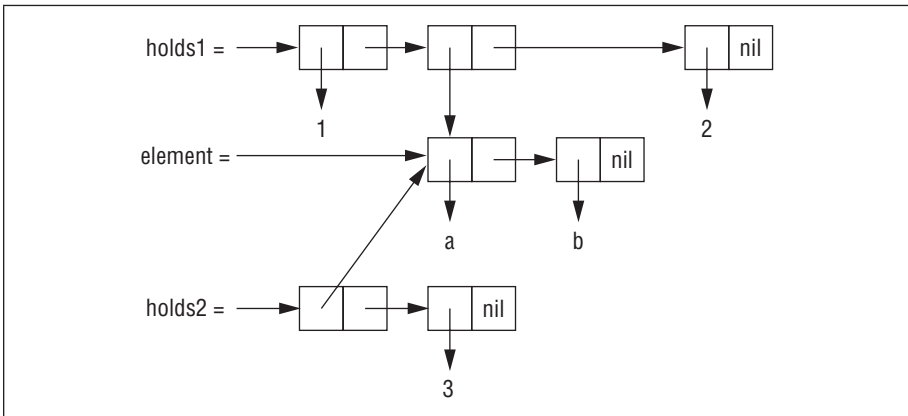 holds1 =
nil
1
2
element =
nil
a
b
holds2 =
nil
3